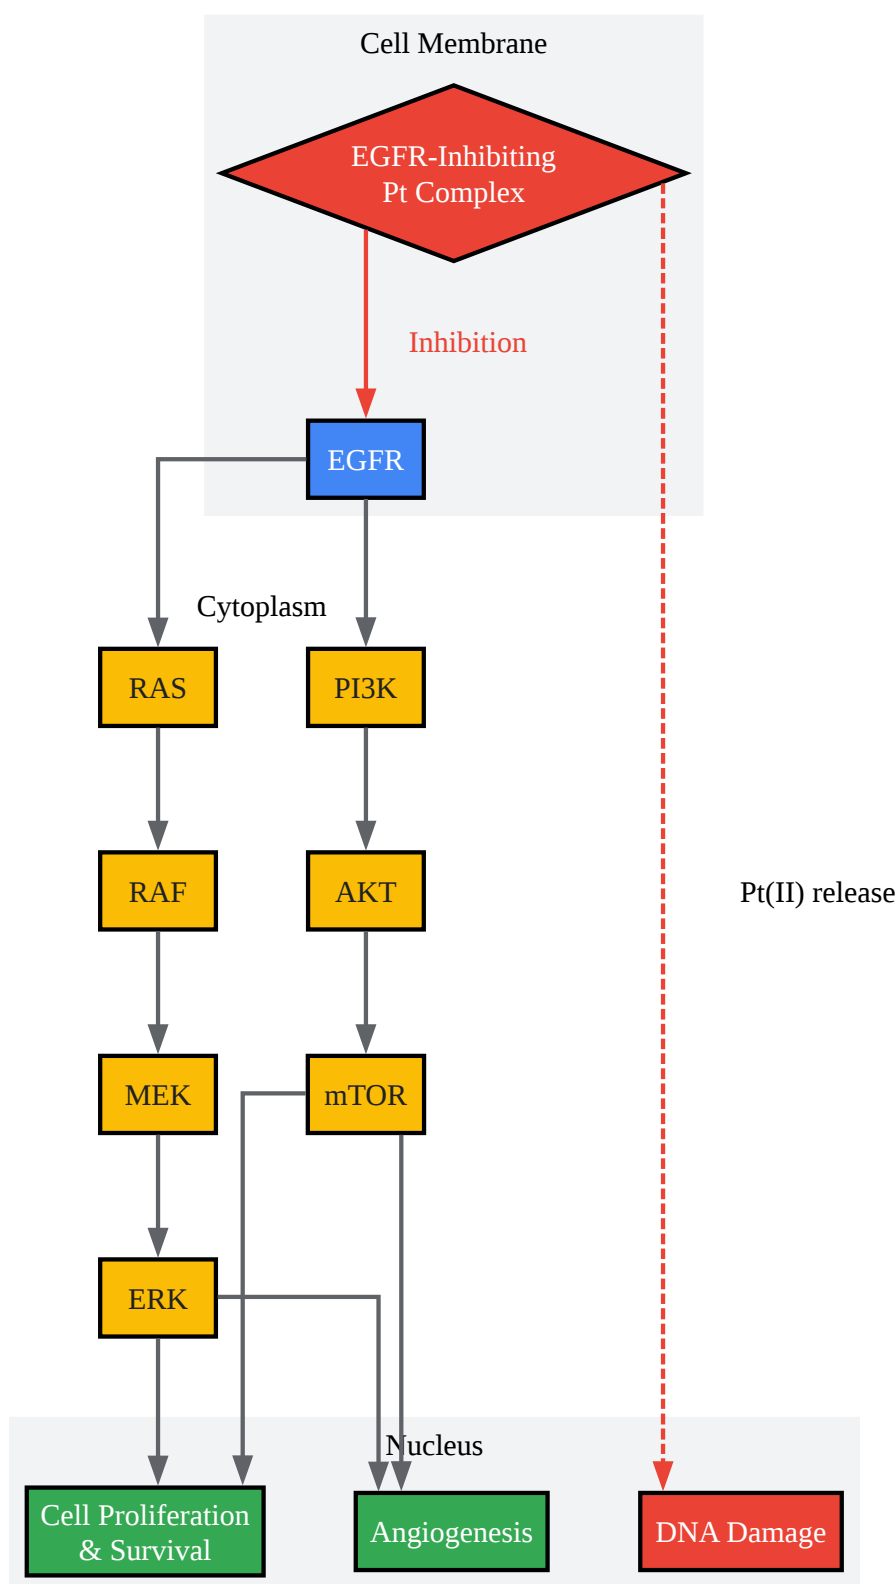 Cell Membrane
EGFR-Inhibiting
Pt Complex
Inhibition
EGFR
Cytoplasm
RAS
PI3K
RAF
AKT
Pt(II) release
MEK
mTOR
ERK
Nucleus
Cell Proliferation
& Survival
Angiogenesis
DNA Damage